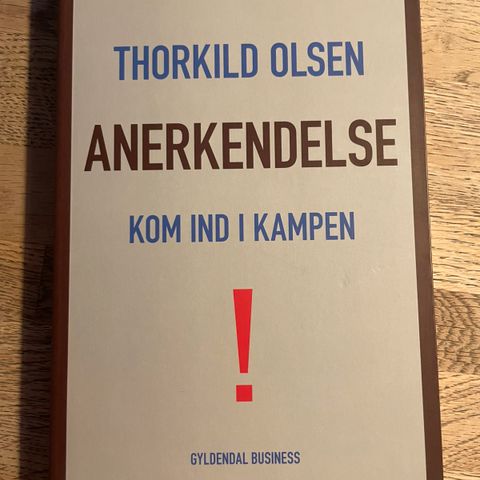 THORKILD OLSEN
ANERKENDELSE
KOM IND I KAMPEN
!
GYLDENDAL BUSINESS